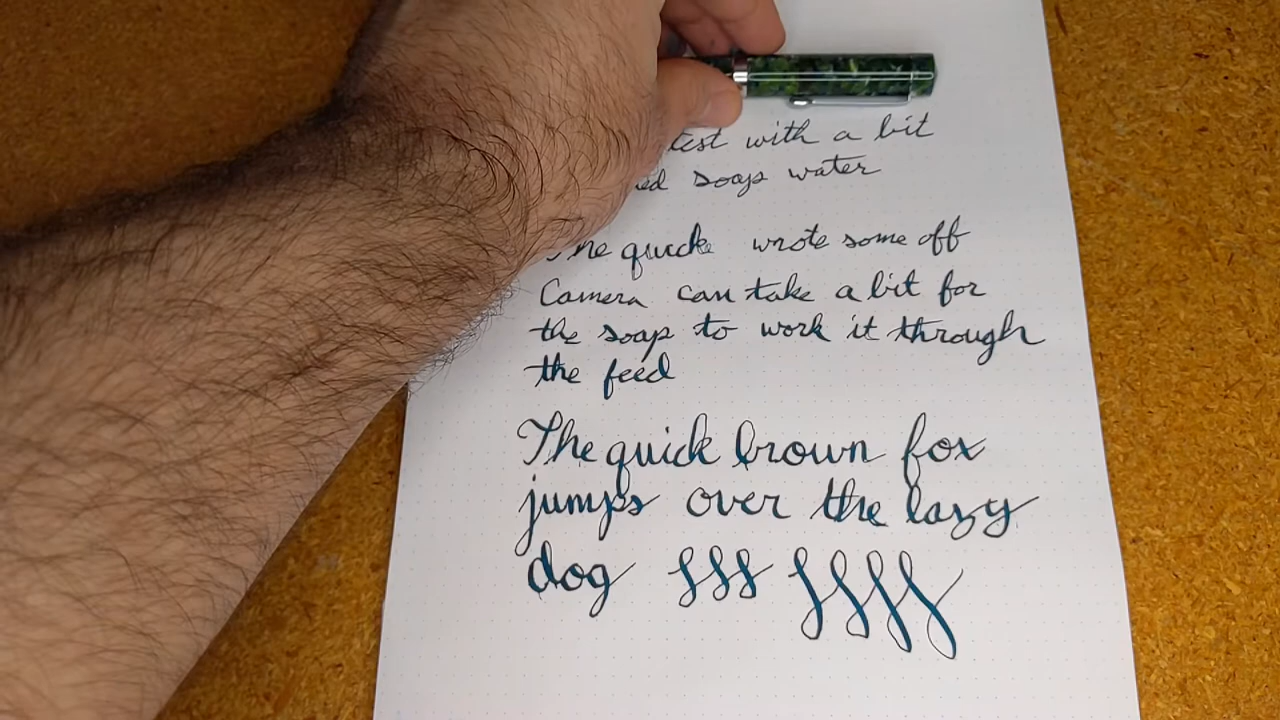 test with a bit
soap water
The quick wrote some off
Camera can take a bit for
the soap to work it through
the feed
The quick brown fox
jumps over the lazy
dog